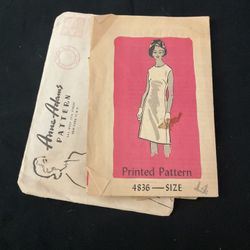 Anne Adams
PATTERN
Printed Pattern
4836 — SIZE